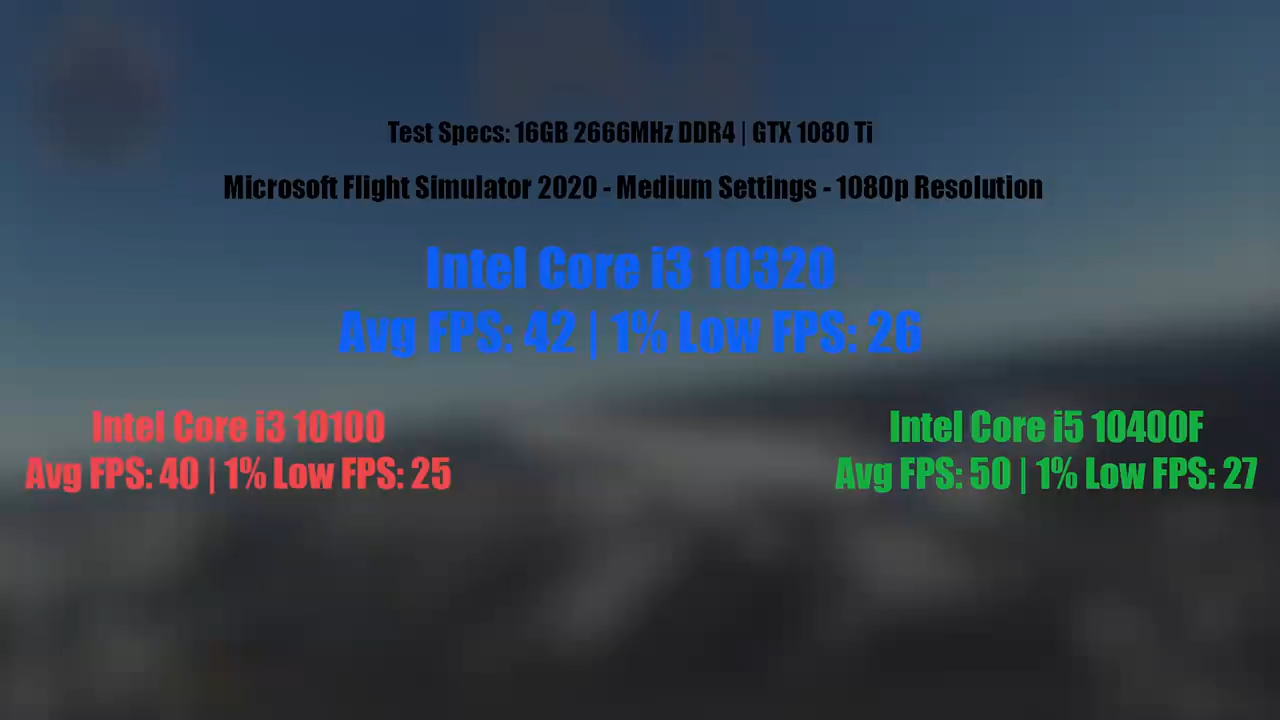 Test Specs: 16GB 2666MHz DDR4 | GTX 1080 Ti
Microsoft Flight Simulator 2020 - Medium Settings - 1080p Resolution
Intel Core i3 10320
Avg FPS: 42 | 1% Low FPS: 26
Intel Core i3 10100
Avg FPS: 40 | 1% Low FPS: 25
Intel Core i5 10400F
Avg FPS: 50 | 1% Low FPS: 27